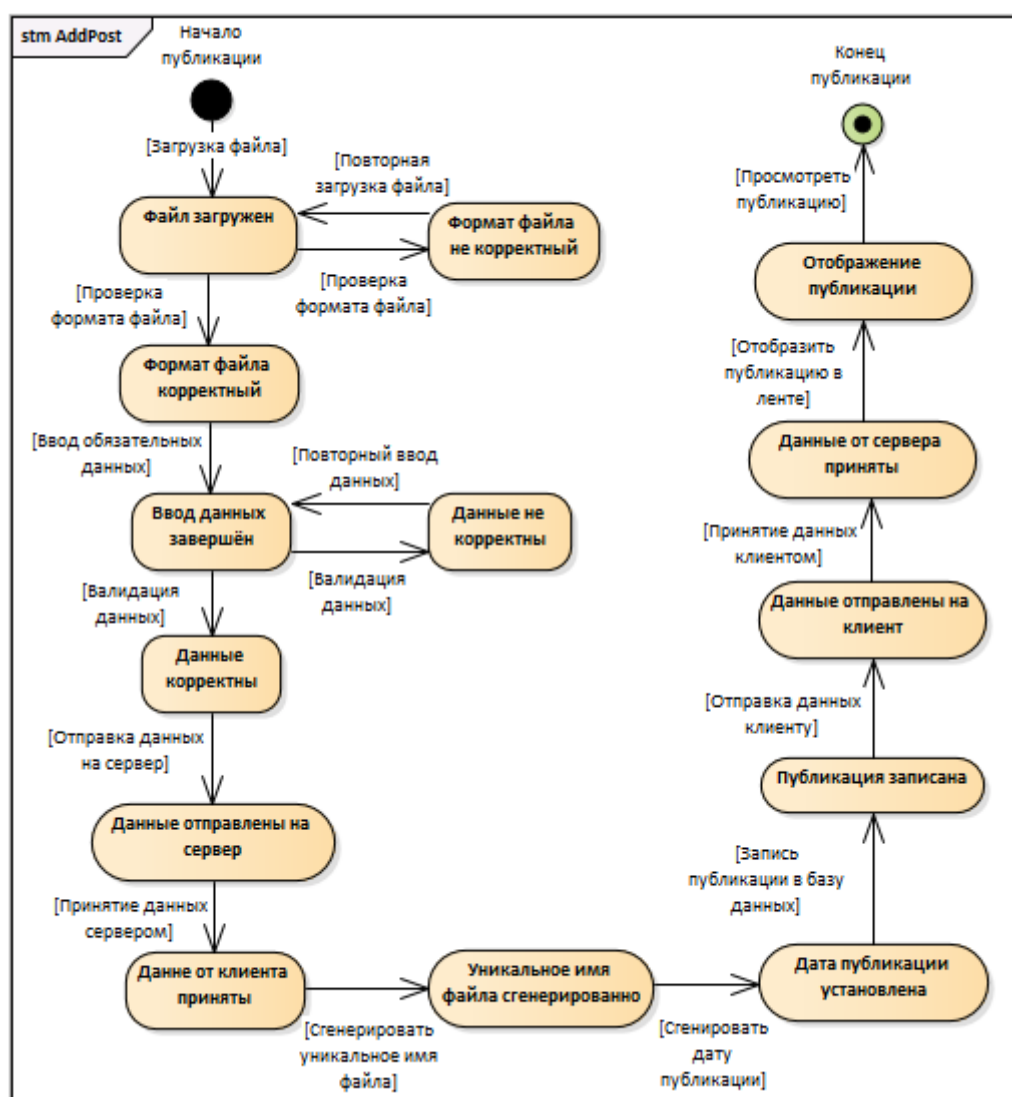 stm AddPost
Начало
публикации
[Загрузка файла]
Файл загружен
[Повторная
загрузка файла]
Формат файла
не корректный
[Проверка
формата файла]
[Проверка
формата файла]
Формат файла
корректный
[Ввод обязательных
данных]
Ввод данных
завершён
[Повторный ввод
данных]
Данные не
корректны
[Валидация
данных]
[Валидация
данных]
Данные
корректны
[Отправка данных
на сервер]
Данные отправлены на
сервер
[Принятие данных
сервером]
Данне от клиента
приняты
[Сгенерировать
уникальное имя
файла]
Уникальное имя
файла сгенерированно
[Сгенировать
дату
публикации]
Дата публикации
установлена
[Запись
публикации в базу
данных]
Публикация записана
[Отправка данных
клиенту]
Данные отправлены на
клиент
[Принятие данных
клиентом]
Данные от сервера
приняты
[Отобразить
публикацию в
ленте]
Отображение
публикации
[Просмотреть
публикацию]
Конец
публикации